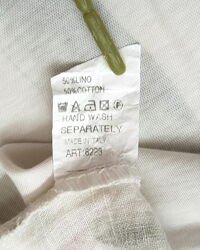 50%LINO
50%COTTON
HAND WASH
SEPARATELY
MADE IN ITALY
ART:8223